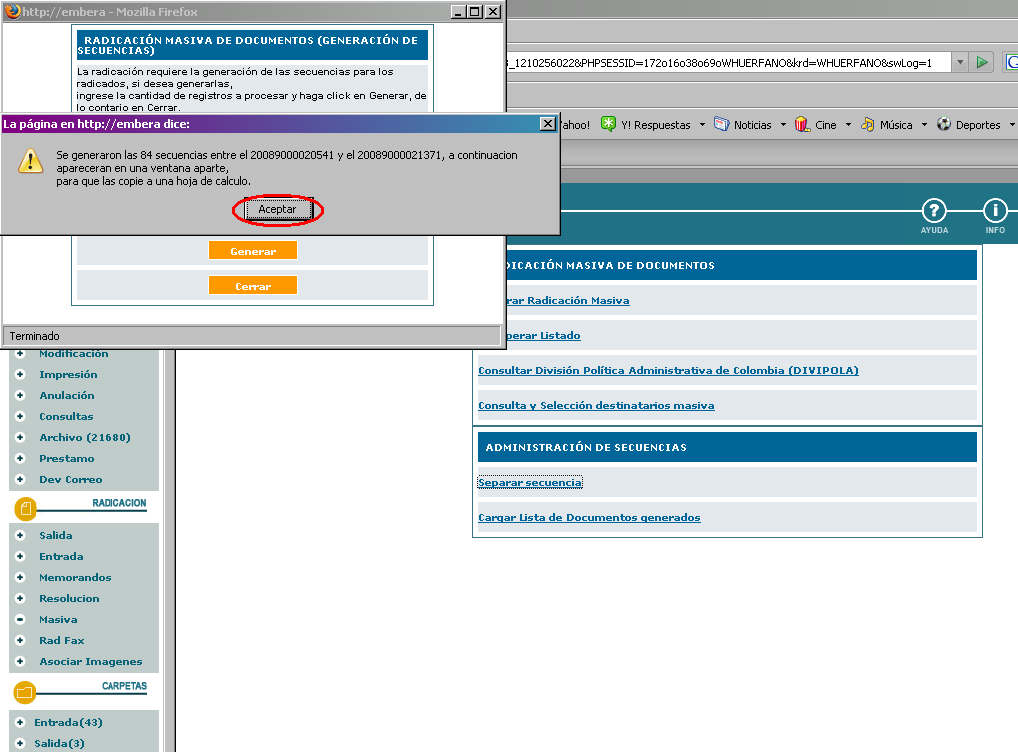 http://embera - Mozilla Firefox
RADICACIÓN MASIVA DE DOCUMENTOS (GENERACIÓN DE
SECUENCIAS)
La radicación requiere la generación de las secuencias para los
radicados, si desea generarlas,
ingrese la cantidad de registros a procesar y haga click en Generar, de
lo contario en Cerrar.
_1210256022&PHPSESSID=172o16o38o69oWHUERFANO&krd=WHUERFANO&swLog=1
ahoo!
Y! Respuestas
Noticias
Cine
Música
Deportes
La página en http://embera dice:
Se generaron las 84 secuencias entre el 20089000020541 y el 20089000021371, a continuacion
apareceran en una ventana aparte,
para que las copie a una hoja de calculo.
Aceptar
Generar
Cerrar
Terminado
AYUDA
INFO
DICACIÓN MASIVA DE DOCUMENTOS
rar Radicación Masiva
perar Listado
Consultar División Política Administrativa de Colombia (DIVIPOLA)
Consulta y Selección destinatarios masiva
ADMINISTRACIÓN DE SECUENCIAS
Separar secuencia
Cargar Lista de Documentos generados
Modificación
Impresión
Anulación
Consultas
Archivo (21680)
Prestamo
Dev Correo
RADICACION
Salida
Entrada
Memorandos
Resolucion
Masiva
Rad Fax
Asociar Imagenes
CARPETAS
Entrada(43)
Salida(3)